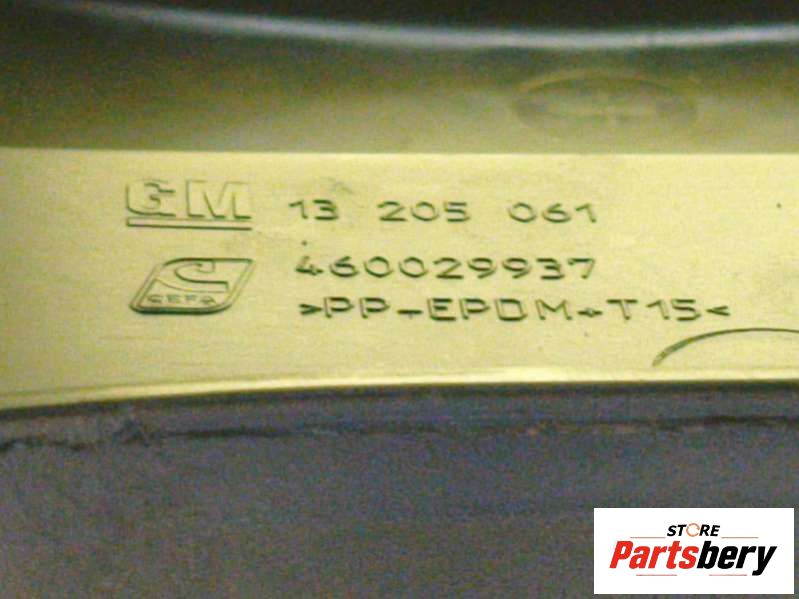 GM 13 205 061
460029937
CEFA >PP-EPDM+T15<
STORE
Partsbery